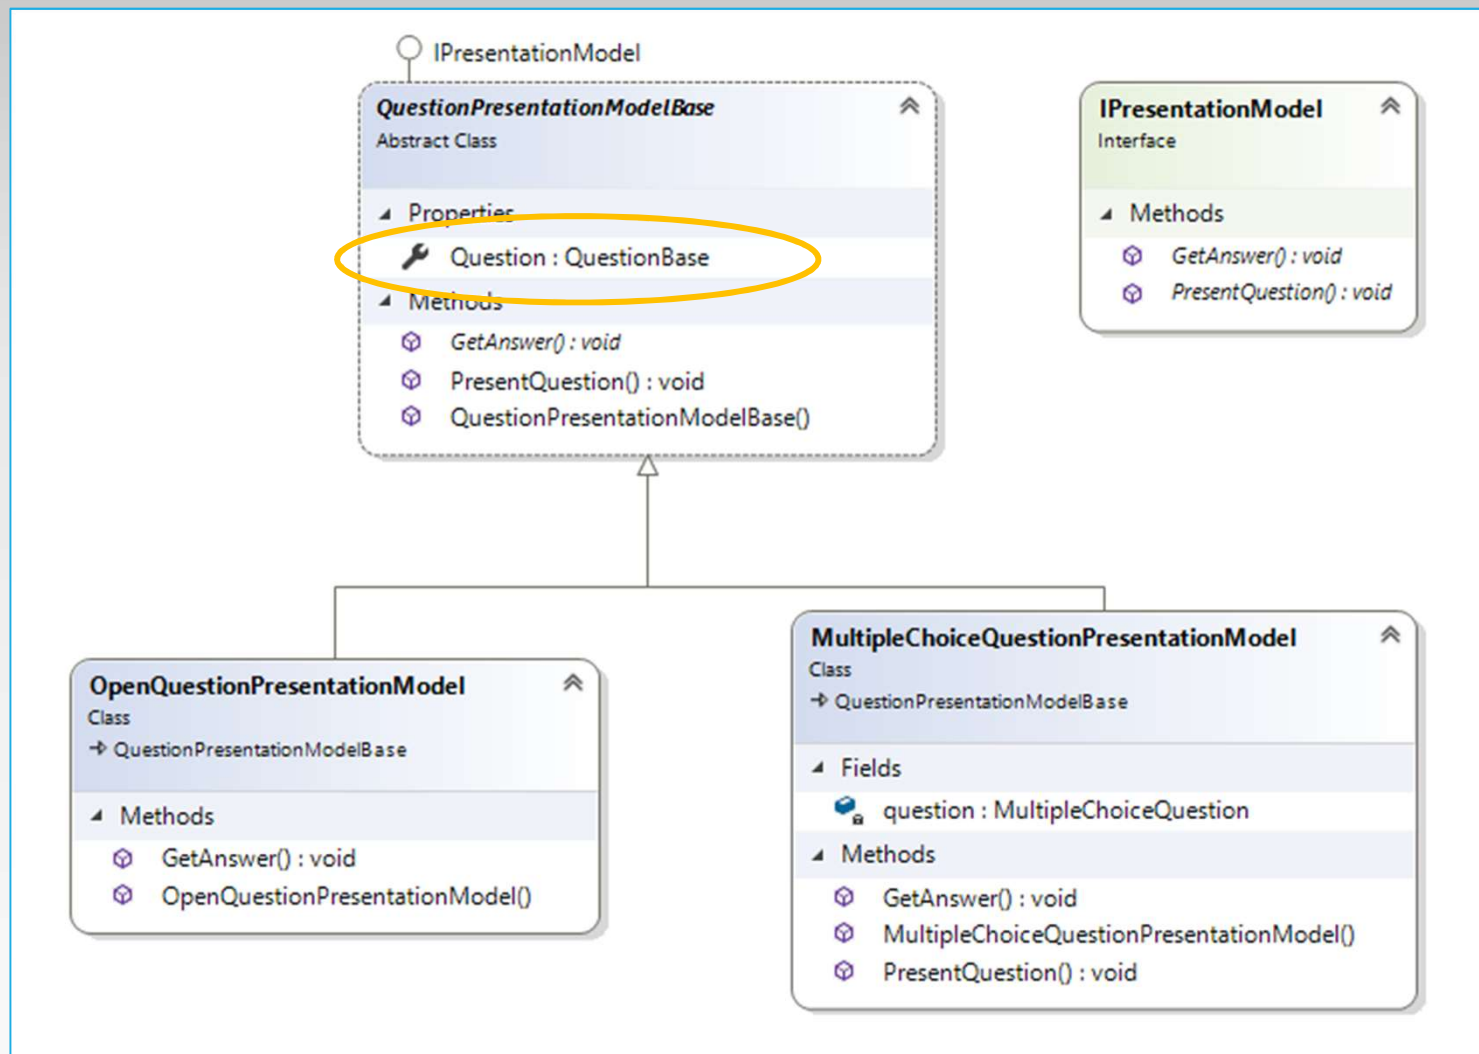 IPresentationModel
QuestionPresentationModelBase
Abstract Class
Properties
Question : QuestionBase
Methods
GetAnswer() : void
PresentQuestion() : void
QuestionPresentationModelBase()
IPresentationModel
Interface
Methods
GetAnswer() : void
PresentQuestion() : void
OpenQuestionPresentationModel
Class
QuestionPresentationModelBase
Methods
GetAnswer() : void
OpenQuestionPresentationModel()
MultipleChoiceQuestionPresentationModel
Class
QuestionPresentationModelBase
Fields
question : MultipleChoiceQuestion
Methods
GetAnswer() : void
MultipleChoiceQuestionPresentationModel()
PresentQuestion() : void